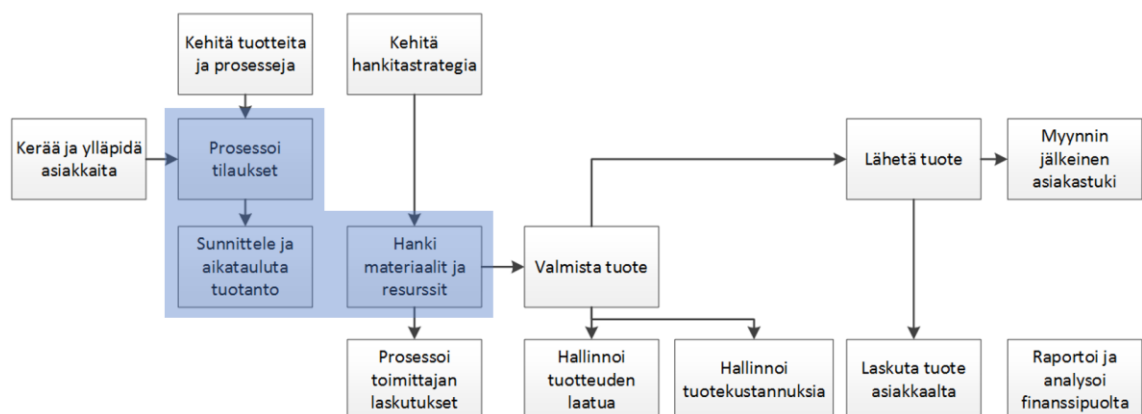 Kehitä tuotteita
ja prosesseja
Kehitä
hankitastrategia
Kerää ja ylläpidä
asiakkaita
Prosessoi
tilaukset
Lähetä tuote
Myynnin
jälkeinen
asiakastuki
Sunnittele ja
aikatauluta
tuotanto
Hanki
materiaalit ja
resurssit
Valmista tuote
Prosessoi
toimittajan
laskutukset
Hallinnoi
tuotteuden
laatua
Hallinnoi
tuotekustannuksia
Laskuta tuote
asiakkaalta
Raportoi ja
analysoi
finanssipuolta